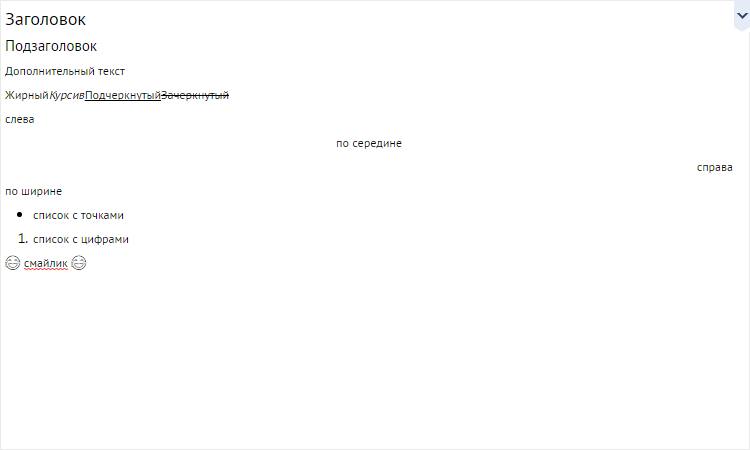 Заголовок
Подзаголовок
Дополнительный текст
ЖирныйКурсивПодчеркнутыйЗачеркнутый
слева
по середине
справа
по ширине
• список с точками
1. список с цифрами
😂 смайлик 😂